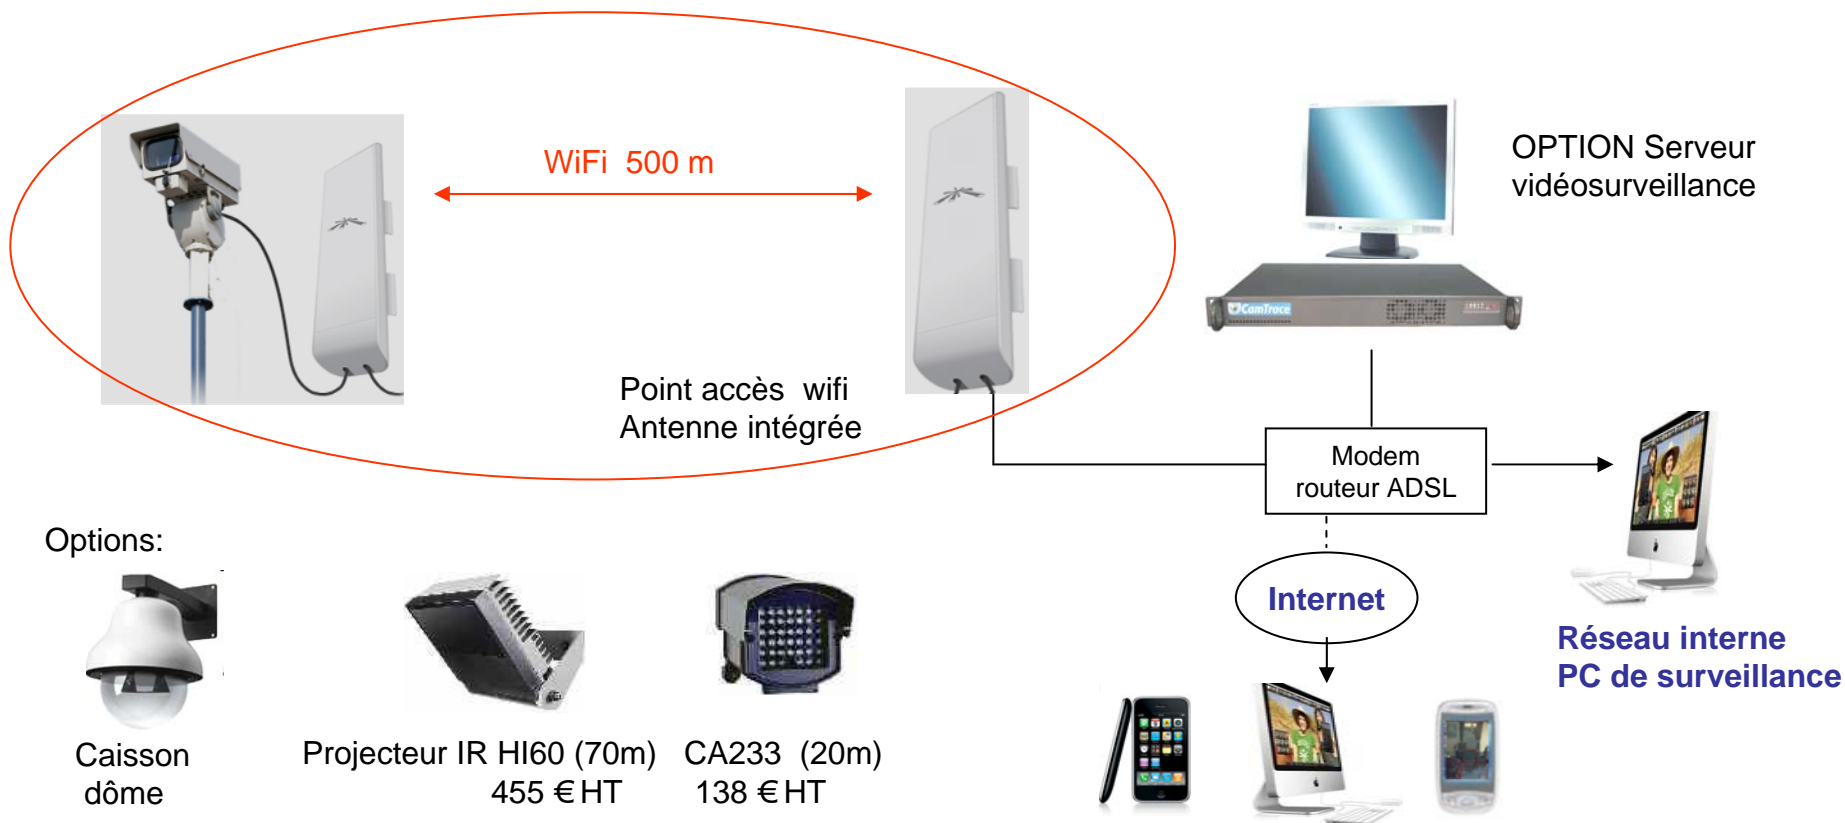 WiFi 500 m
OPTION Serveur
vidéosurveillance
CamTrace
Point accès wifi
Antenne intégrée
Modem
routeur ADSL
Options:
Internet
Réseau interne
PC de surveillance
Caisson
dôme
Projecteur IR HI60 (70m)
455 € HT
CA233 (20m)
138 € HT